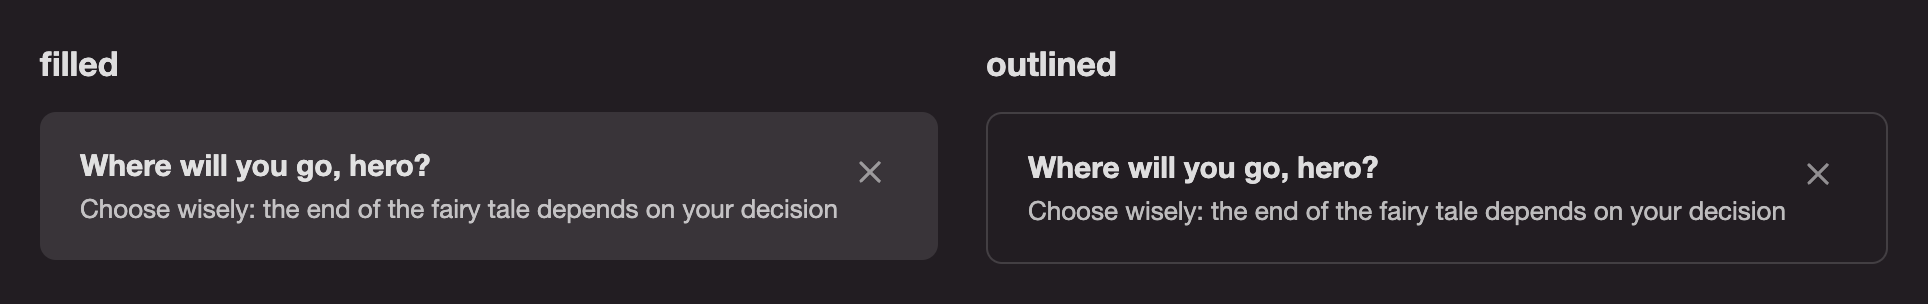 filled
Where will you go, hero?
Choose wisely: the end of the fairy tale depends on your decision
outlined
Where will you go, hero?
Choose wisely: the end of the fairy tale depends on your decision